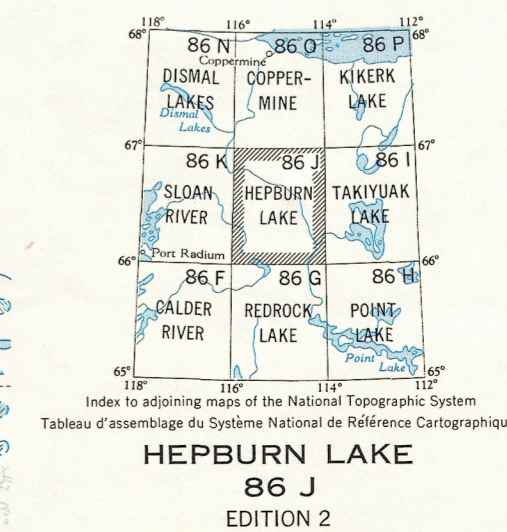 118° 116° 114° 112°
68° 86 N 86 O 86 P 68°
Coppermine
DISMAL COPPER- KIKERK
LAKES MINE LAKE
Dismal
Lakes
67° 67°
86 K 86 J 86 I
SLOAN HEPBURN TAKIYUAK
RIVER LAKE LAKE
Port Radium
66° 66°
86 F 86 G 86 H
CALDER REDROCK POINT
RIVER LAKE LAKE
Point
Lake
65° 65°
118° 116° 114° 112°
Index to adjoining maps of the National Topographic System
Tableau d'assemblage du Système National de Référence Cartographiqu
HEPBURN LAKE
86 J
EDITION 2